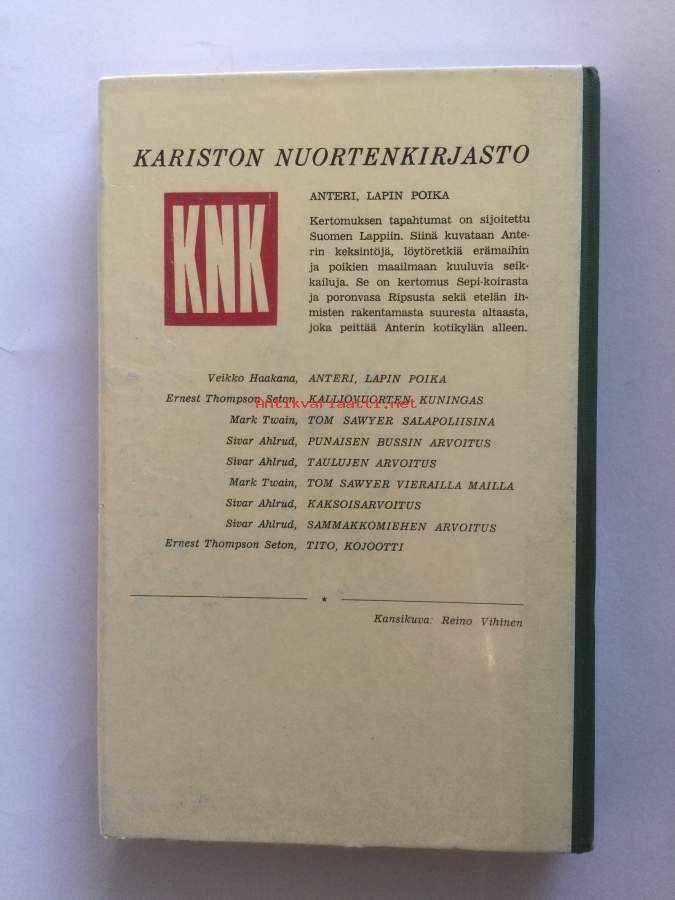 KARISTON NUORTENKIRJASTO
KNK
ANTERI, LAPIN POIKA
Kertomuksen tapahtumat on sijoitettu
Suomen Lappiin. Siinä kuvataan Ante-
rin keksintöjä, löytöretkiä erämaihin
ja poikien maailmaan kuuluvia seik-
kailuja. Se on kertomus Sepi-koirasta
ja poronvasa Ripsusta sekä etelän ih-
misten rakentamasta suuresta altaasta,
joka peittää Anterin kotikylän alleen.
Veikko Haakana, ANTERI, LAPIN POIKA
Ernest Thompson Seton, KALLIOVUORTEN KUNINGAS
Antikvariaatti.net
Mark Twain, TOM SAWYER SALAPOLIISINA
Sivar Ahlrud, PUNAISEN BUSSIN ARVOITUS
Sivar Ahlrud, TAULUJEN ARVOITUS
Mark Twain, TOM SAWYER VIERAILLA MAILLA
Sivar Ahlrud, KAKSOISARVOITUS
Sivar Ahlrud, SAMMAKKOMIEHEN ARVOITUS
Ernest Thompson Seton, TITO, KOJOOTTI
Kansikuva: Reino Vihinen